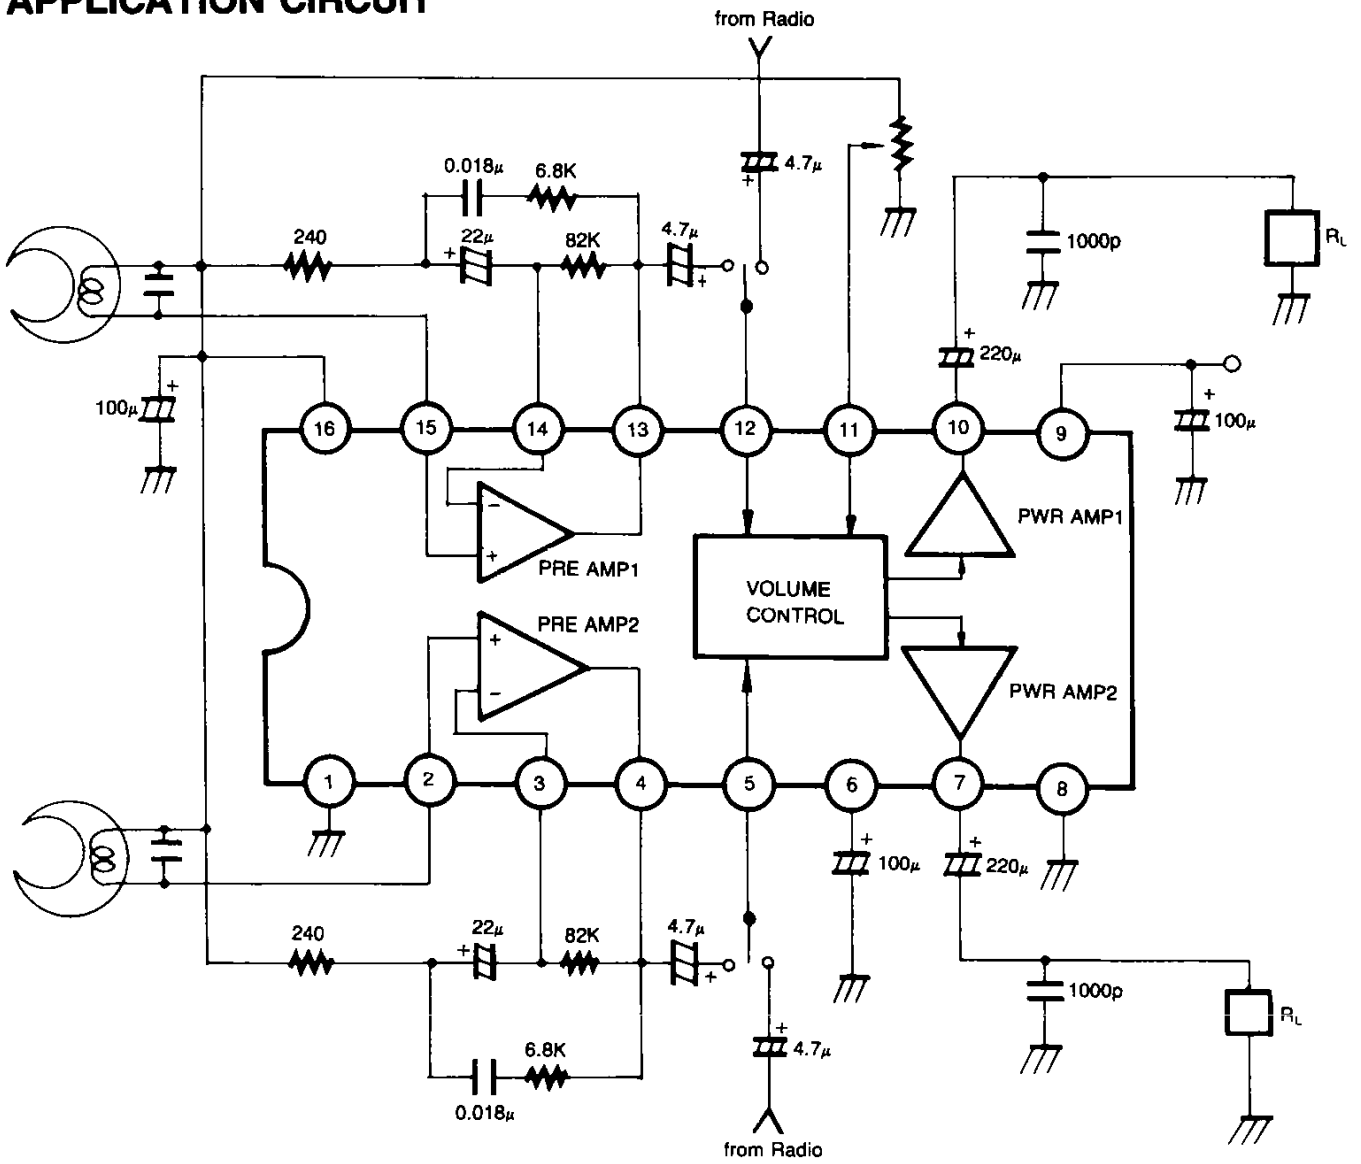 APPLICATION CIRCUIT
from Radio
0.018μ
6.8K
4.7μ
+
240
+
22μ
82K
4.7μ
+
1000p
RL
+
220μ
+
100μ
+
100μ
16
15
14
13
12
11
10
9
−
+
PRE AMP1
PWR AMP1
VOLUME
CONTROL
PRE AMP2
+
−
PWR AMP2
1
2
3
4
5
6
7
8
+
100μ
+
220μ
240
+
22μ
82K
4.7μ
+
1000p
RL
+
4.7μ
6.8K
0.018μ
from Radio